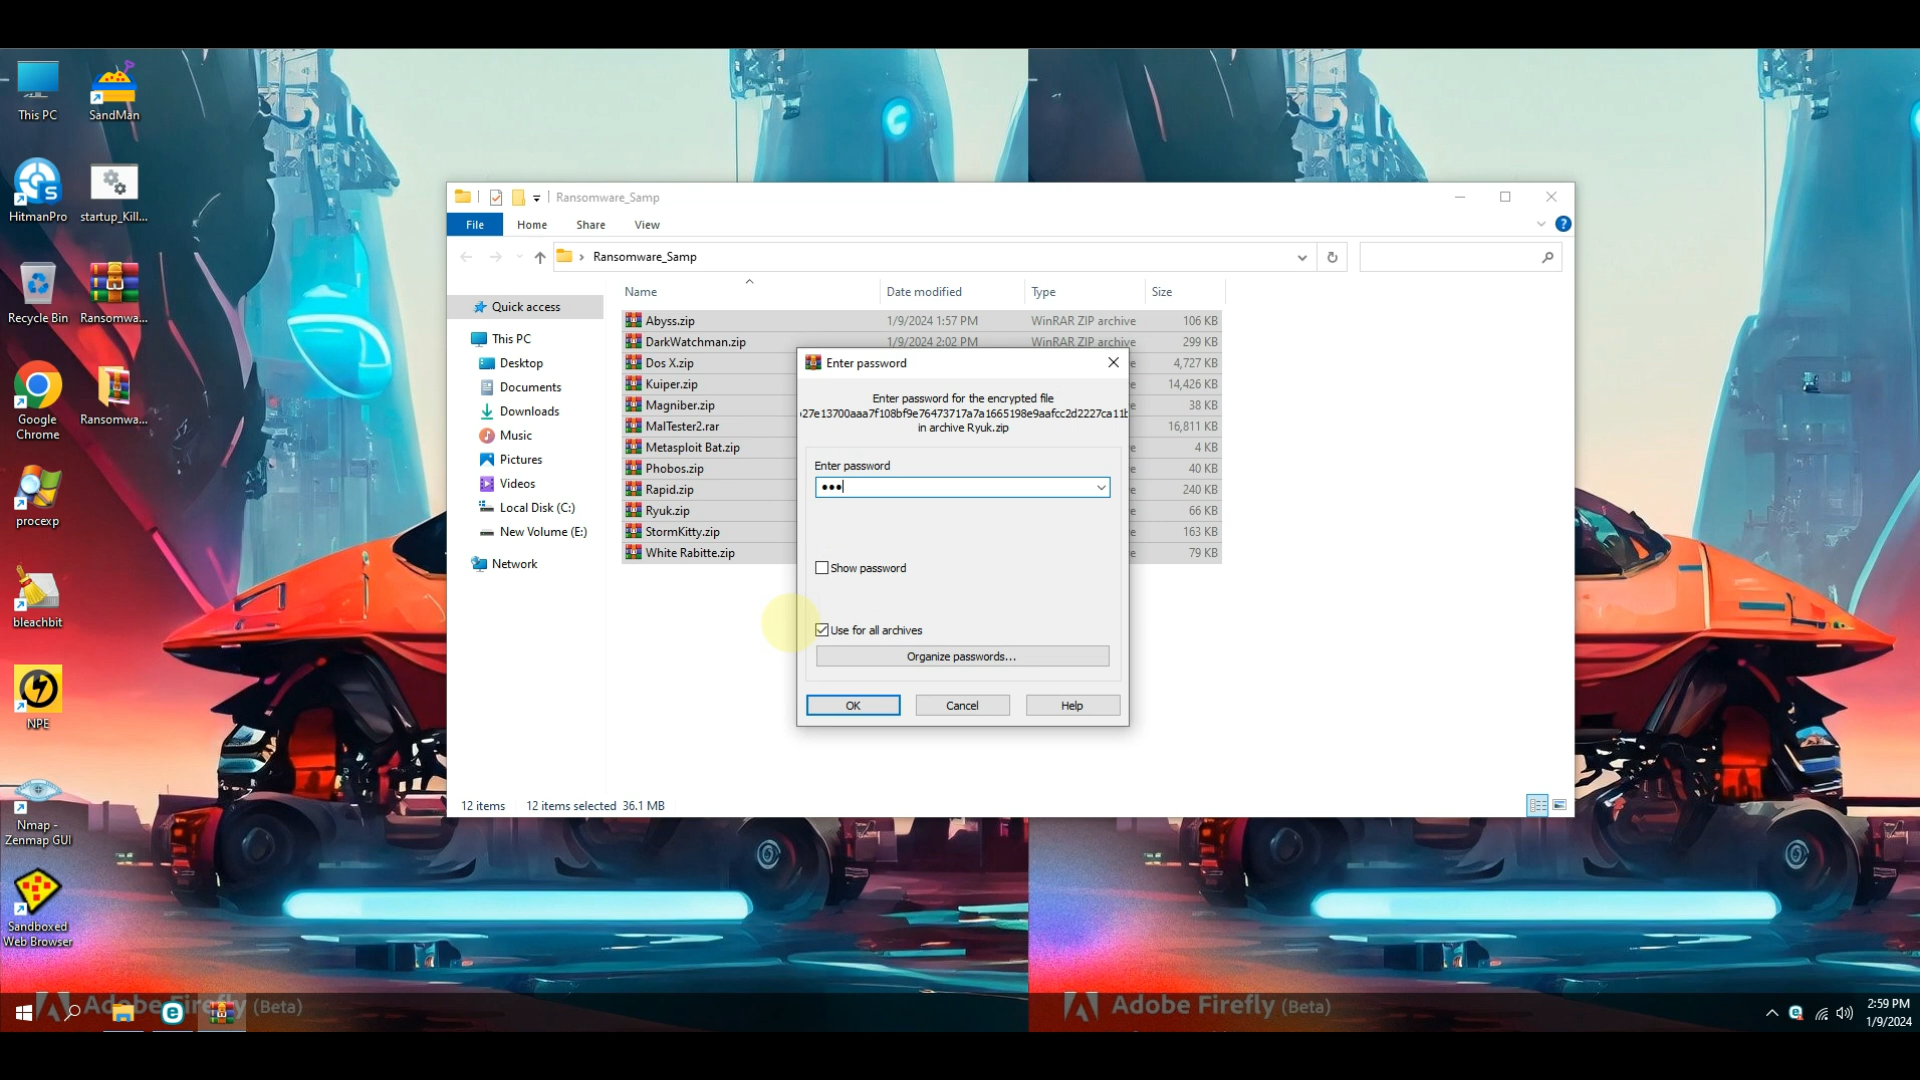 This PC
SandMan
HitmanPro
startup_Kill...
Recycle Bin
Ransomwa...
Google
Chrome
Ransomwa...
procexp
bleachbit
NPE
Nmap -
Zenmap GUI
Sandboxed
Web Browser
Ransomware_Samp
File Home Share View
Ransomware_Samp
Name Date modified Type Size
Quick access
This PC
Desktop
Documents
Downloads
Music
Pictures
Videos
Local Disk (C:)
New Volume (E:)
Network
Abyss.zip 1/9/2024 1:57 PM WinRAR ZIP archive 106 KB
DarkWatchman.zip 1/9/2024 2:02 PM WinRAR ZIP archive 299 KB
Dos X.zip e 4,727 KB
Kuiper.zip e 14,426 KB
Magniber.zip e 38 KB
MalTester2.rar 16,811 KB
Metasploit Bat.zip e 4 KB
Phobos.zip e 40 KB
Rapid.zip e 240 KB
Ryuk.zip e 66 KB
StormKitty.zip e 163 KB
White Rabitte.zip e 79 KB
Enter password
Enter password for the encrypted file
27e13700aaa7f108bf9e76473717a7a1665198e9aafcc2d2227ca11b
in archive Ryuk.zip
Enter password
Show password
Use for all archives
Organize passwords...
OK Cancel Help
12 items 12 items selected 36.1 MB
Adobe Firefly (Beta)
Adobe Firefly (Beta)
2:59 PM
1/9/2024